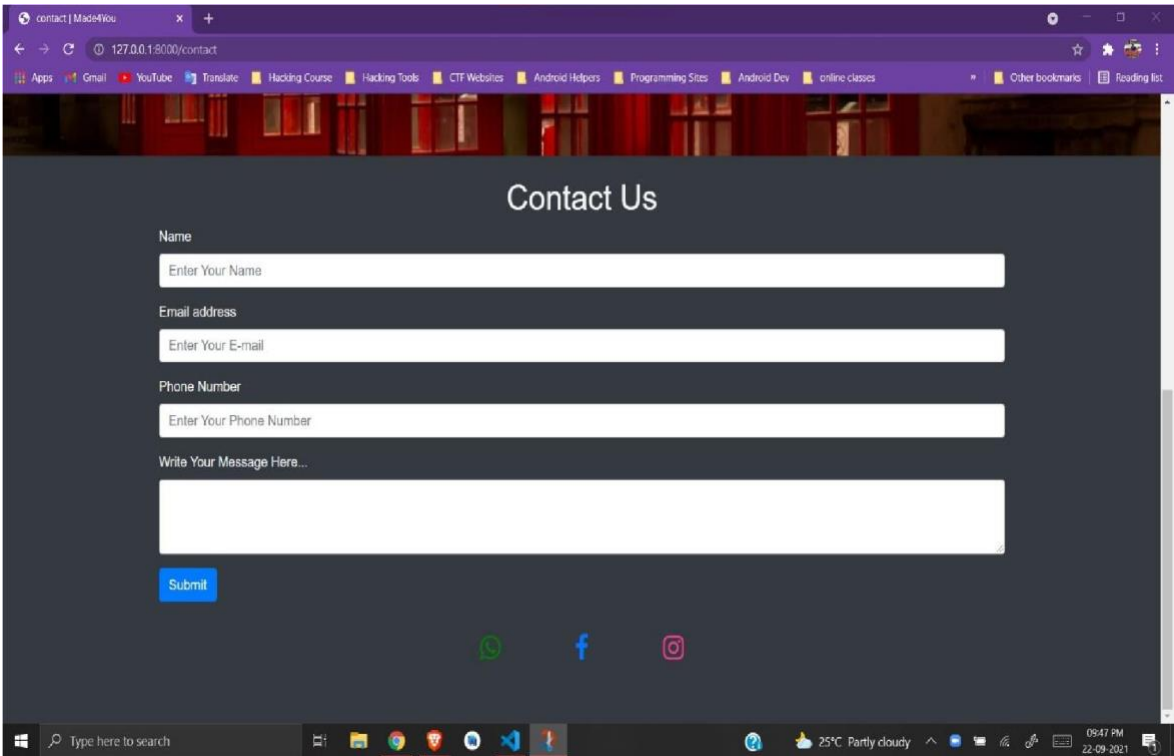 contact | Made4You
127.0.0.1:8000/contact
Apps Gmail YouTube Translate Hacking Course Hacking Tools CTF Websites Android Helpers Programming Sites Android Dev online classes » Other bookmarks Reading list
Contact Us
Name
Enter Your Name
Email address
Enter Your E-mail
Phone Number
Enter Your Phone Number
Write Your Message Here...
Submit
Type here to search
25°C Partly cloudy
09:47 PM
22-09-2021